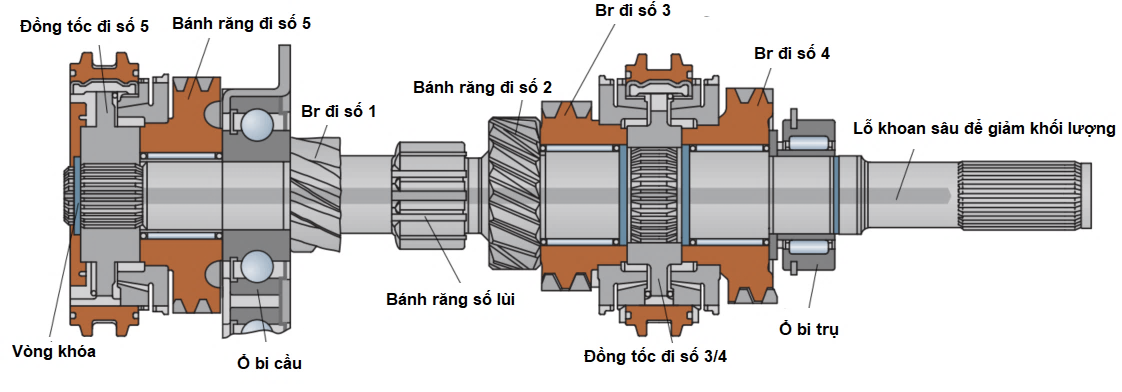 Đồng tốc đi số 5
Bánh răng đi số 5
Br đi số 3
Br đi số 4
Bánh răng đi số 2
Br đi số 1
Lỗ khoan sâu để giảm khối lượng
Bánh răng số lùi
Ổ bi trụ
Vòng khóa
Ổ bi cầu
Đồng tốc đi số 3/4